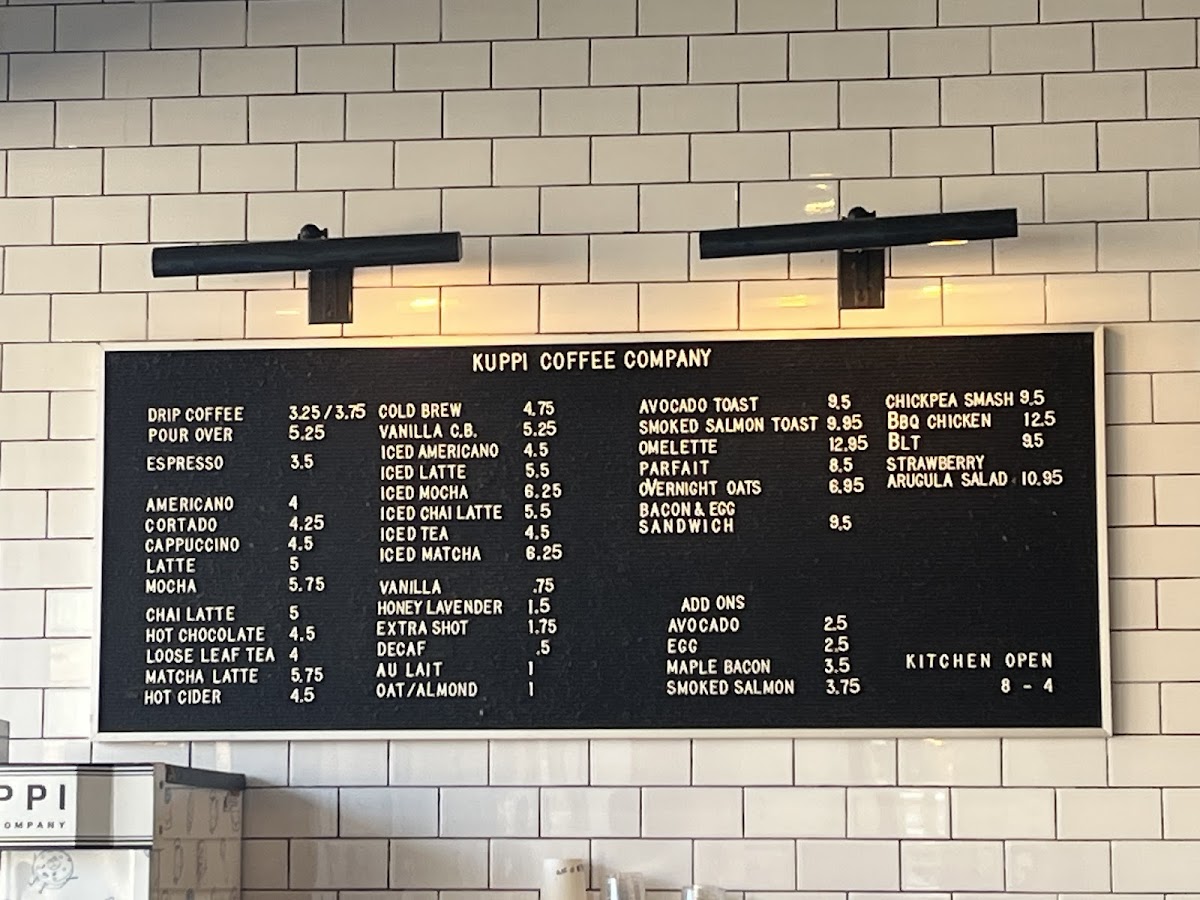 KUPPI COFFEE COMPANY
DRIP COFFEE 3.25 / 3.75
POUR OVER 5.25
ESPRESSO 3.5
AMERICANO 4
CORTADO 4.25
CAPPUCCINO 4.5
LATTE 5
MOCHA 5.75
CHAI LATTE 5
HOT CHOCOLATE 4.5
LOOSE LEAF TEA 4
MATCHA LATTE 5.75
HOT CIDER 4.5
COLD BREW 4.75
VANILLA C.B. 5.25
ICED AMERICANO 4.5
ICED LATTE 5.5
ICED MOCHA 6.25
ICED CHAI LATTE 5.5
ICED TEA 4.5
ICED MATCHA 6.25
VANILLA .75
HONEY LAVENDER 1.5
EXTRA SHOT 1.75
DECAF .5
AU LAIT 1
OAT/ALMOND 1
AVOCADO TOAST 9.5
SMOKED SALMON TOAST 9.95
OMELETTE 12.95
PARFAIT 8.5
OVERNIGHT OATS 6.95
BACON & EGG
SANDWICH 9.5
ADD ONS
AVOCADO 2.5
EGG 2.5
MAPLE BACON 3.5
SMOKED SALMON 3.75
CHICKPEA SMASH 9.5
BBQ CHICKEN 12.5
BLT 9.5
STRAWBERRY
ARUGULA SALAD 10.95
KITCHEN OPEN
8 - 4
PPI
OMPANY